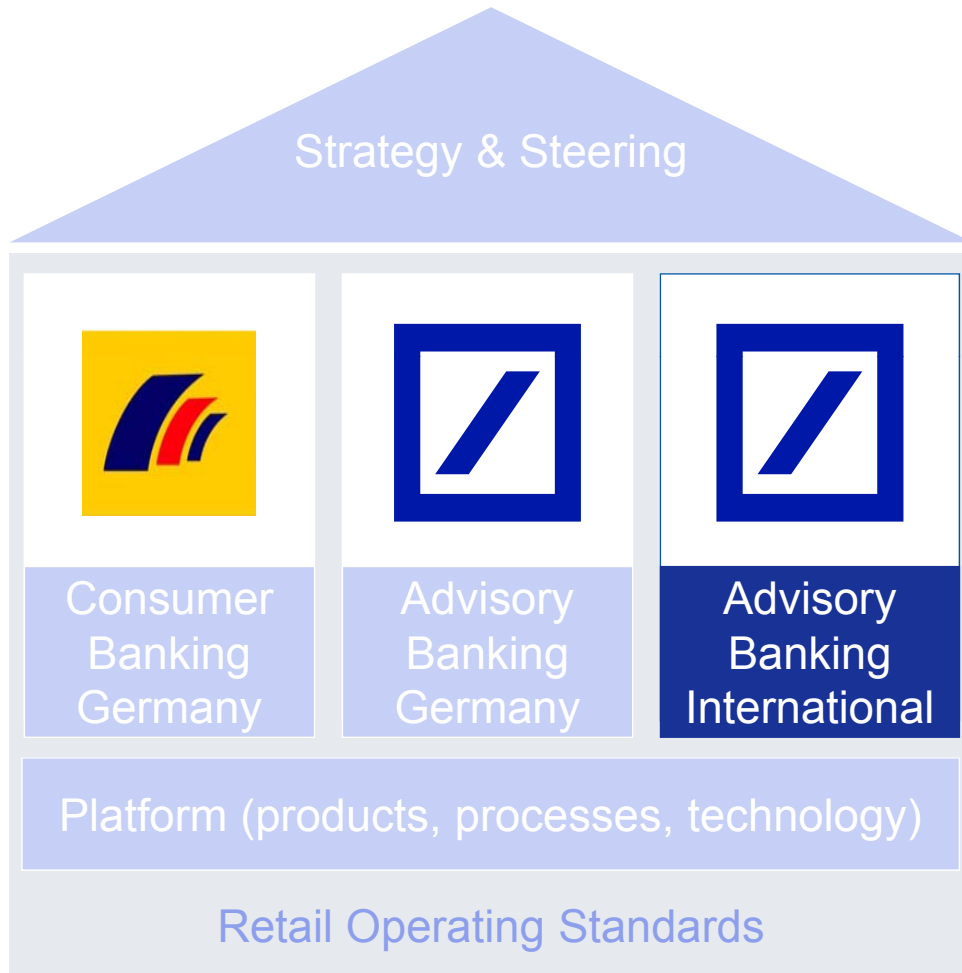 Strategy & Steering
Consumer
Banking
Germany
Advisory
Banking
Germany
Advisory
Banking
International
Platform (products, processes, technology)
Retail Operating Standards